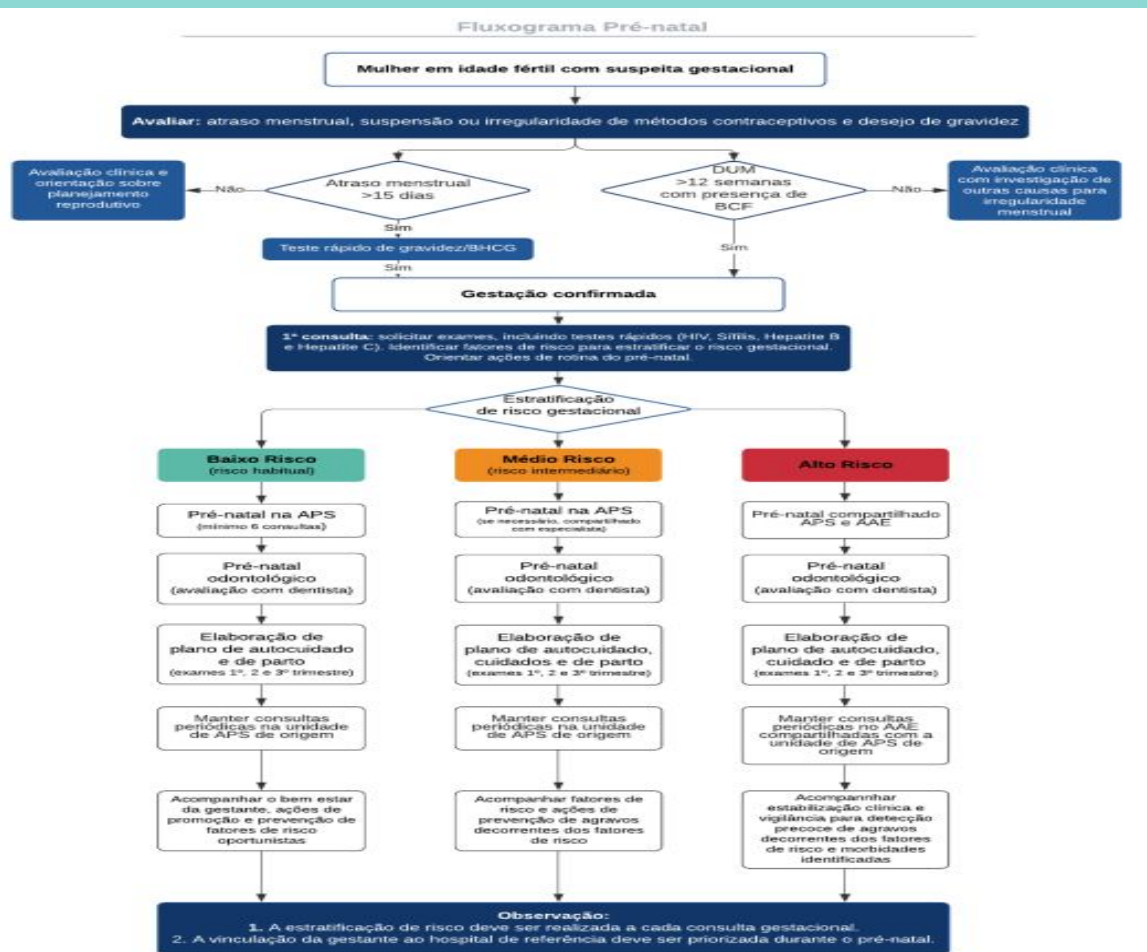 Fluxograma Pré-natal
Mulher em idade fértil com suspeita gestacional
Avaliar: atraso menstrual, suspensão ou irregularidade de métodos contraceptivos e desejo de gravidez
Avaliação clínica e
orientação sobre
planejamento
reprodutivo
Não
Atraso menstrual
>15 dias
DUM
>12 semanas
com presença de
BCF
Não
Avaliação clínica
com investigação de
outras causas para
irregularidade
menstrual
Sim
Teste rápido de gravidez/BHCG
Sim
Sim
Gestação confirmada
1ª consulta: solicitar exames, incluindo testes rápidos (HIV, Sífilis, Hepatite B
e Hepatite C). Identificar fatores de risco para estratificar o risco gestacional.
Orientar ações de rotina do pré-natal.
Estratificação
de risco gestacional
Baixo Risco
(risco habitual)
Pré-natal na APS
(mínimo 6 consultas)
Pré-natal
odontológico
(avaliação com dentista)
Elaboração de
plano de autocuidado
e de parto
(exames 1º, 2 e 3º trimestre)
Manter consultas
periódicas na unidade
de APS de origem
Acompanhar o bem estar
da gestante, ações de
promoção e prevenção de
fatores de risco
oportunistas
Médio Risco
(risco intermediário)
Pré-natal na APS
(se necessário, compartilhado
com especialista)
Pré-natal
odontológico
(avaliação com dentista)
Elaboração de
plano de autocuidado,
cuidados e de parto
(exames 1º, 2 e 3º trimestre)
Manter consultas
periódicas na unidade
de APS de origem
Acompanhar fatores de
risco e ações de
prevenção de agravos
decorrentes dos fatores
de risco
Alto Risco
Pré-natal compartilhado
APS e AAE
Pré-natal
odontológico
(avaliação com dentista)
Elaboração de
plano de autocuidado,
cuidado e de parto
(exames 1º, 2 e 3º trimestre)
Manter consultas
periódicas no AAE
compartilhadas com a
unidade de APS de
origem
Acompannhar
estabilização clínica e
vigilância para detecção
precoce de agravos
decorrentes dos fatores
de risco e morbidades
identificadas
Observação:
1. A estratificação de risco deve ser realizada a cada consulta gestacional.
2. A vinculação da gestante ao hospital de referência deve ser priorizada durante o pré-natal.